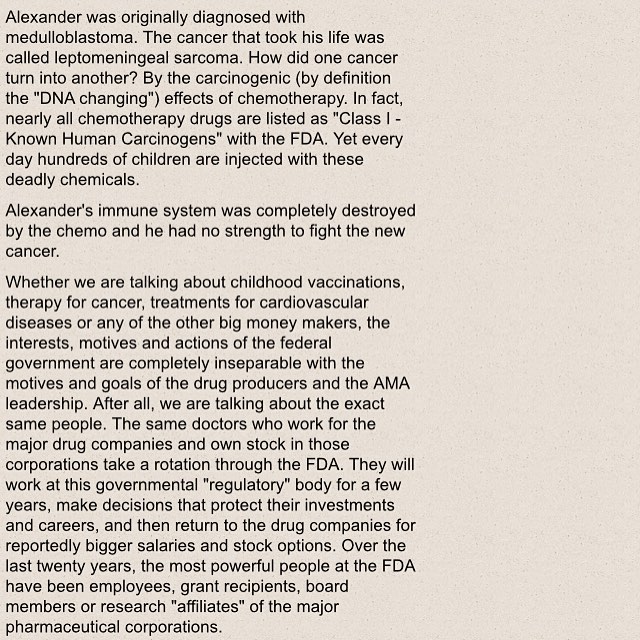 Alexander was originally diagnosed with
medulloblastoma. The cancer that took his life was
called leptomeningeal sarcoma. How did one cancer
turn into another? By the carcinogenic (by definition
the "DNA changing") effects of chemotherapy. In fact,
nearly all chemotherapy drugs are listed as "Class I -
Known Human Carcinogens" with the FDA. Yet every
day hundreds of children are injected with these
deadly chemicals.
Alexander's immune system was completely destroyed
by the chemo and he had no strength to fight the new
cancer.
Whether we are talking about childhood vaccinations,
therapy for cancer, treatments for cardiovascular
diseases or any of the other big money makers, the
interests, motives and actions of the federal
government are completely inseparable with the
motives and goals of the drug producers and the AMA
leadership. After all, we are talking about the exact
same people. The same doctors who work for the
major drug companies and own stock in those
corporations take a rotation through the FDA. They will
work at this governmental "regulatory" body for a few
years, make decisions that protect their investments
and careers, and then return to the drug companies for
reportedly bigger salaries and stock options. Over the
last twenty years, the most powerful people at the FDA
have been employees, grant recipients, board
members or research "affiliates" of the major
pharmaceutical corporations.